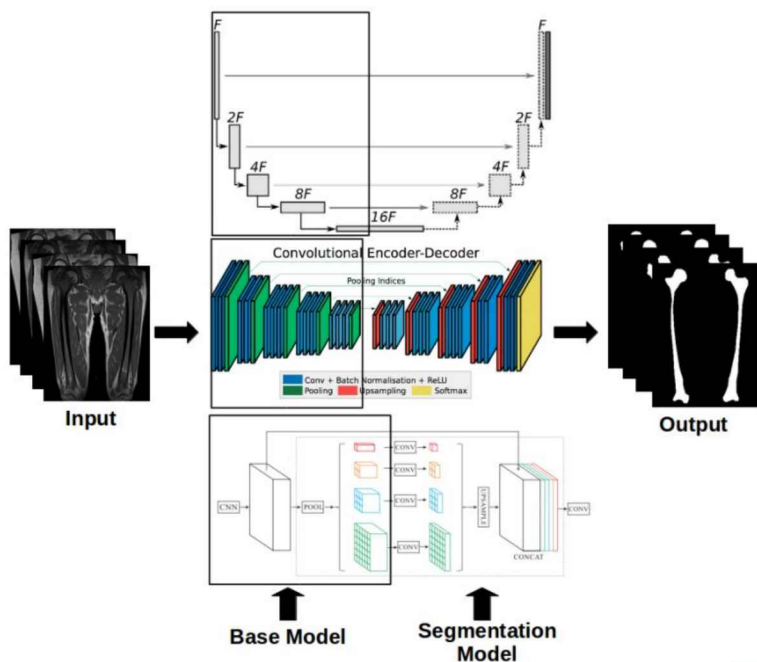 F
F
2F
2F
4F
4F
8F
8F
16F
Convolutional Encoder-Decoder
Pooling Indices
Conv + Batch Normalisation + ReLU
Pooling
Upsampling
Softmax
Input
Output
CNN
POOL
CONV
CONV
CONV
CONV
UPSAMPLE
CONCAT
CONV
Base Model
Segmentation
Model